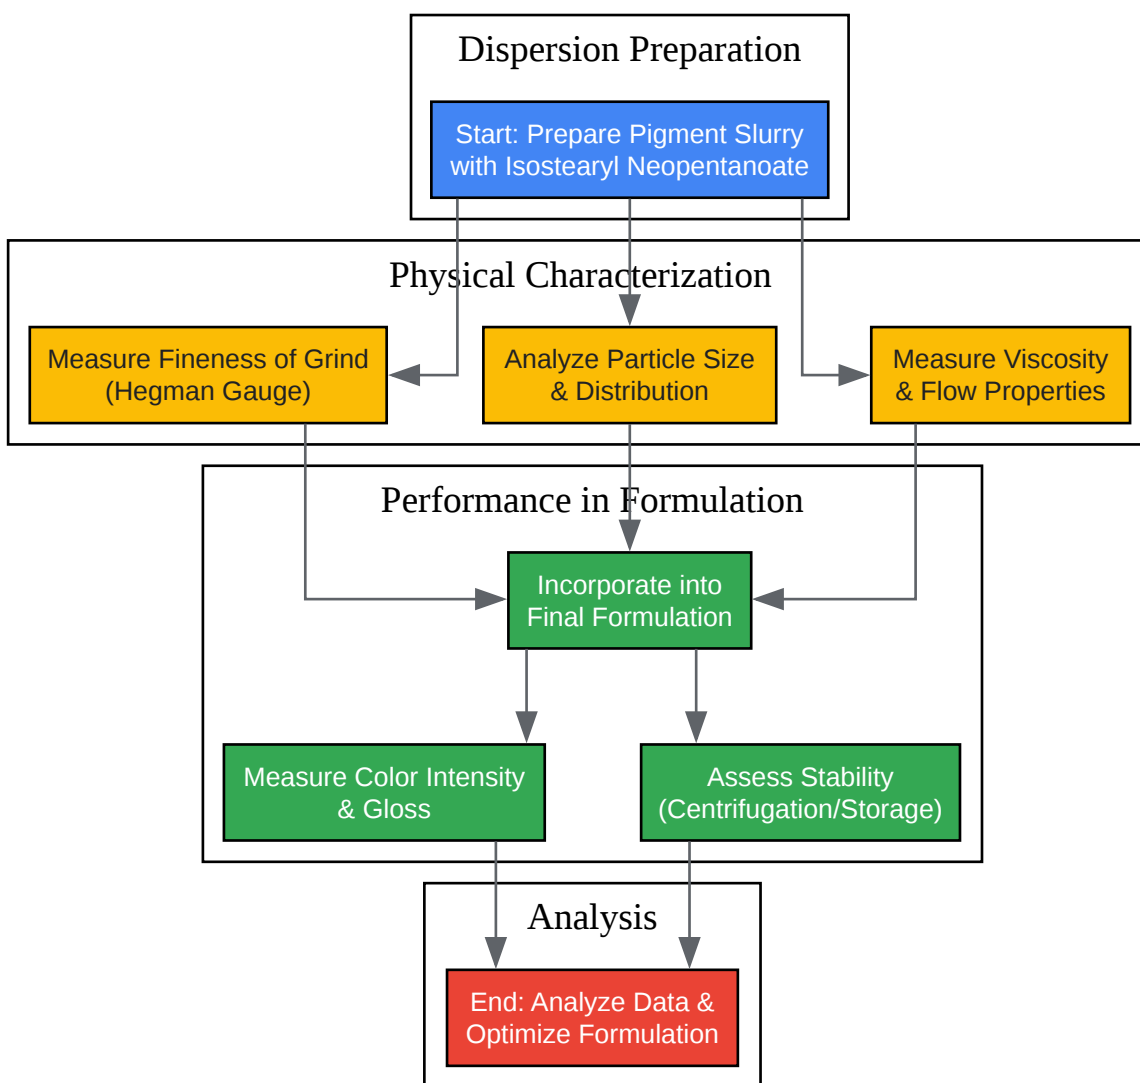 Dispersion Preparation
Start: Prepare Pigment Slurry
with Isostearyl Neopentanoate
Physical Characterization
Measure Fineness of Grind
(Hegman Gauge)
Analyze Particle Size
& Distribution
Measure Viscosity
& Flow Properties
Performance in Formulation
Incorporate into
Final Formulation
Measure Color Intensity
& Gloss
Assess Stability
(Centrifugation/Storage)
Analysis
End: Analyze Data &
Optimize Formulation